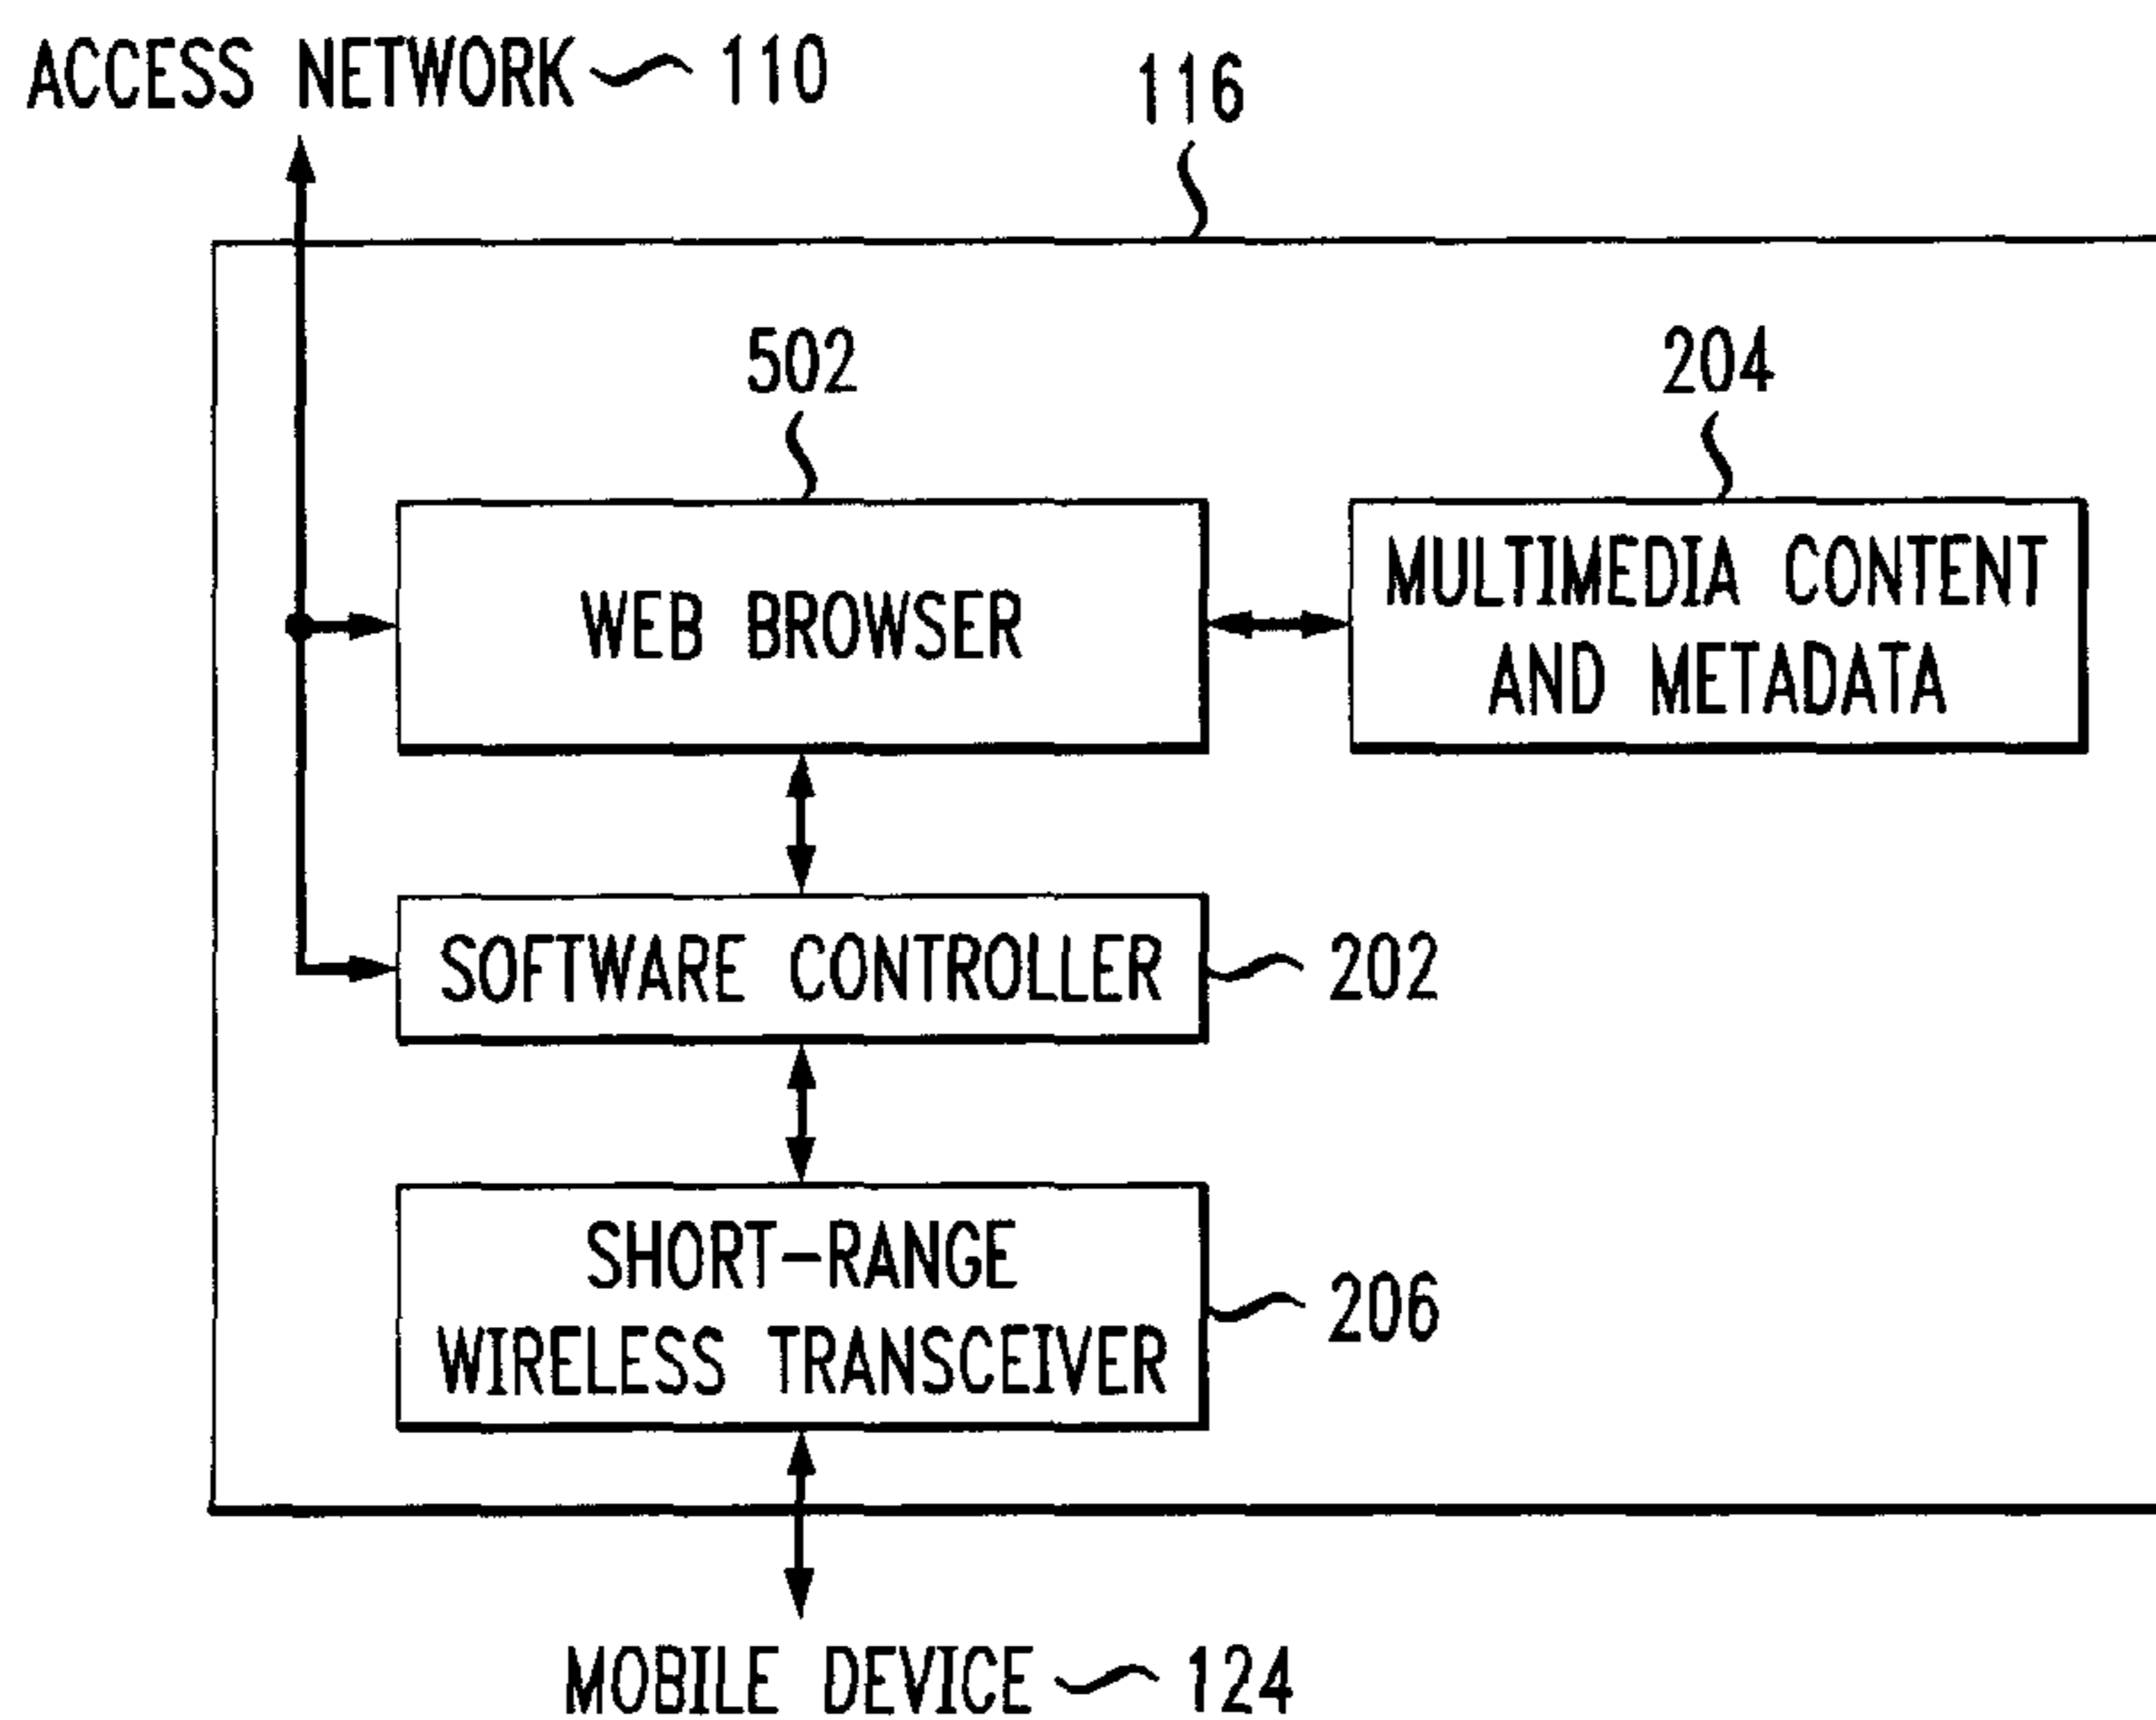 ACCESS NETWORK 110
116
502
204
WEB BROWSER
MULTIMEDIA CONTENT
AND METADATA
SOFTWARE CONTROLLER 202
SHORT-RANGE
WIRELESS TRANSCEIVER
206
MOBILE DEVICE 124